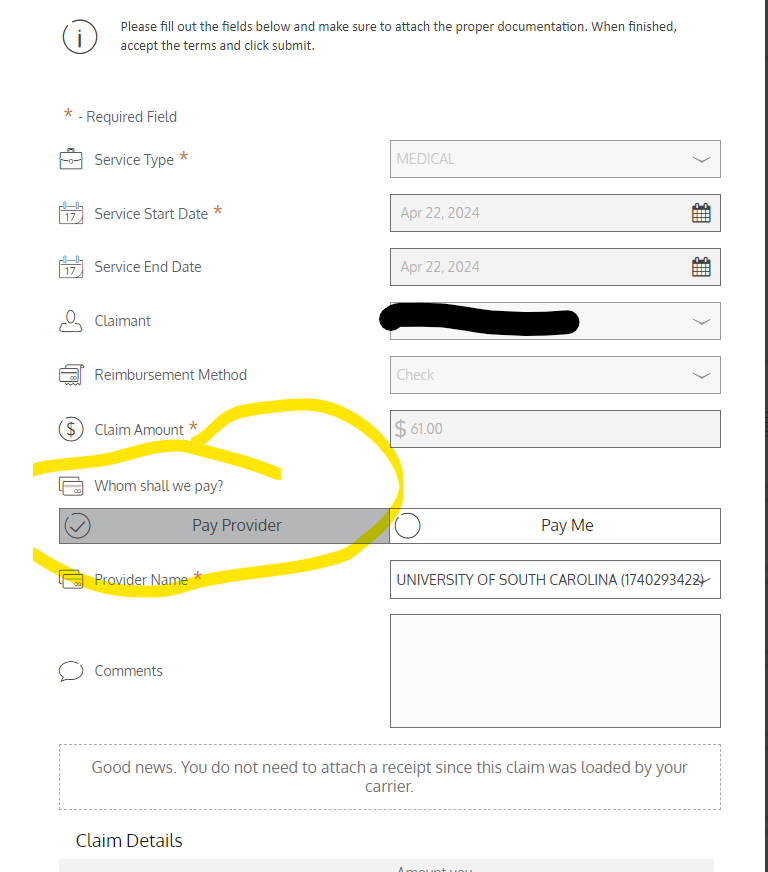 Please fill out the fields below and make sure to attach the proper documentation. When finished,
accept the terms and click submit.
* - Required Field
Service Type *
MEDICAL
17
Service Start Date *
Apr 22, 2024
17
Service End Date
Apr 22, 2024
Claimant
Reimbursement Method
Check
$
Claim Amount *
$ 61.00
Whom shall we pay?
Pay Provider
Pay Me
Provider Name *
UNIVERSITY OF SOUTH CAROLINA (1740293422)
Comments
Good news. You do not need to attach a receipt since this claim was loaded by your
carrier.
Claim Details
Amount you